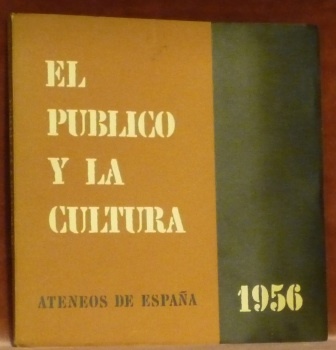 EL
PUBLICO
Y LA
CULTURA
ATENEOS DE ESPAÑA
1956